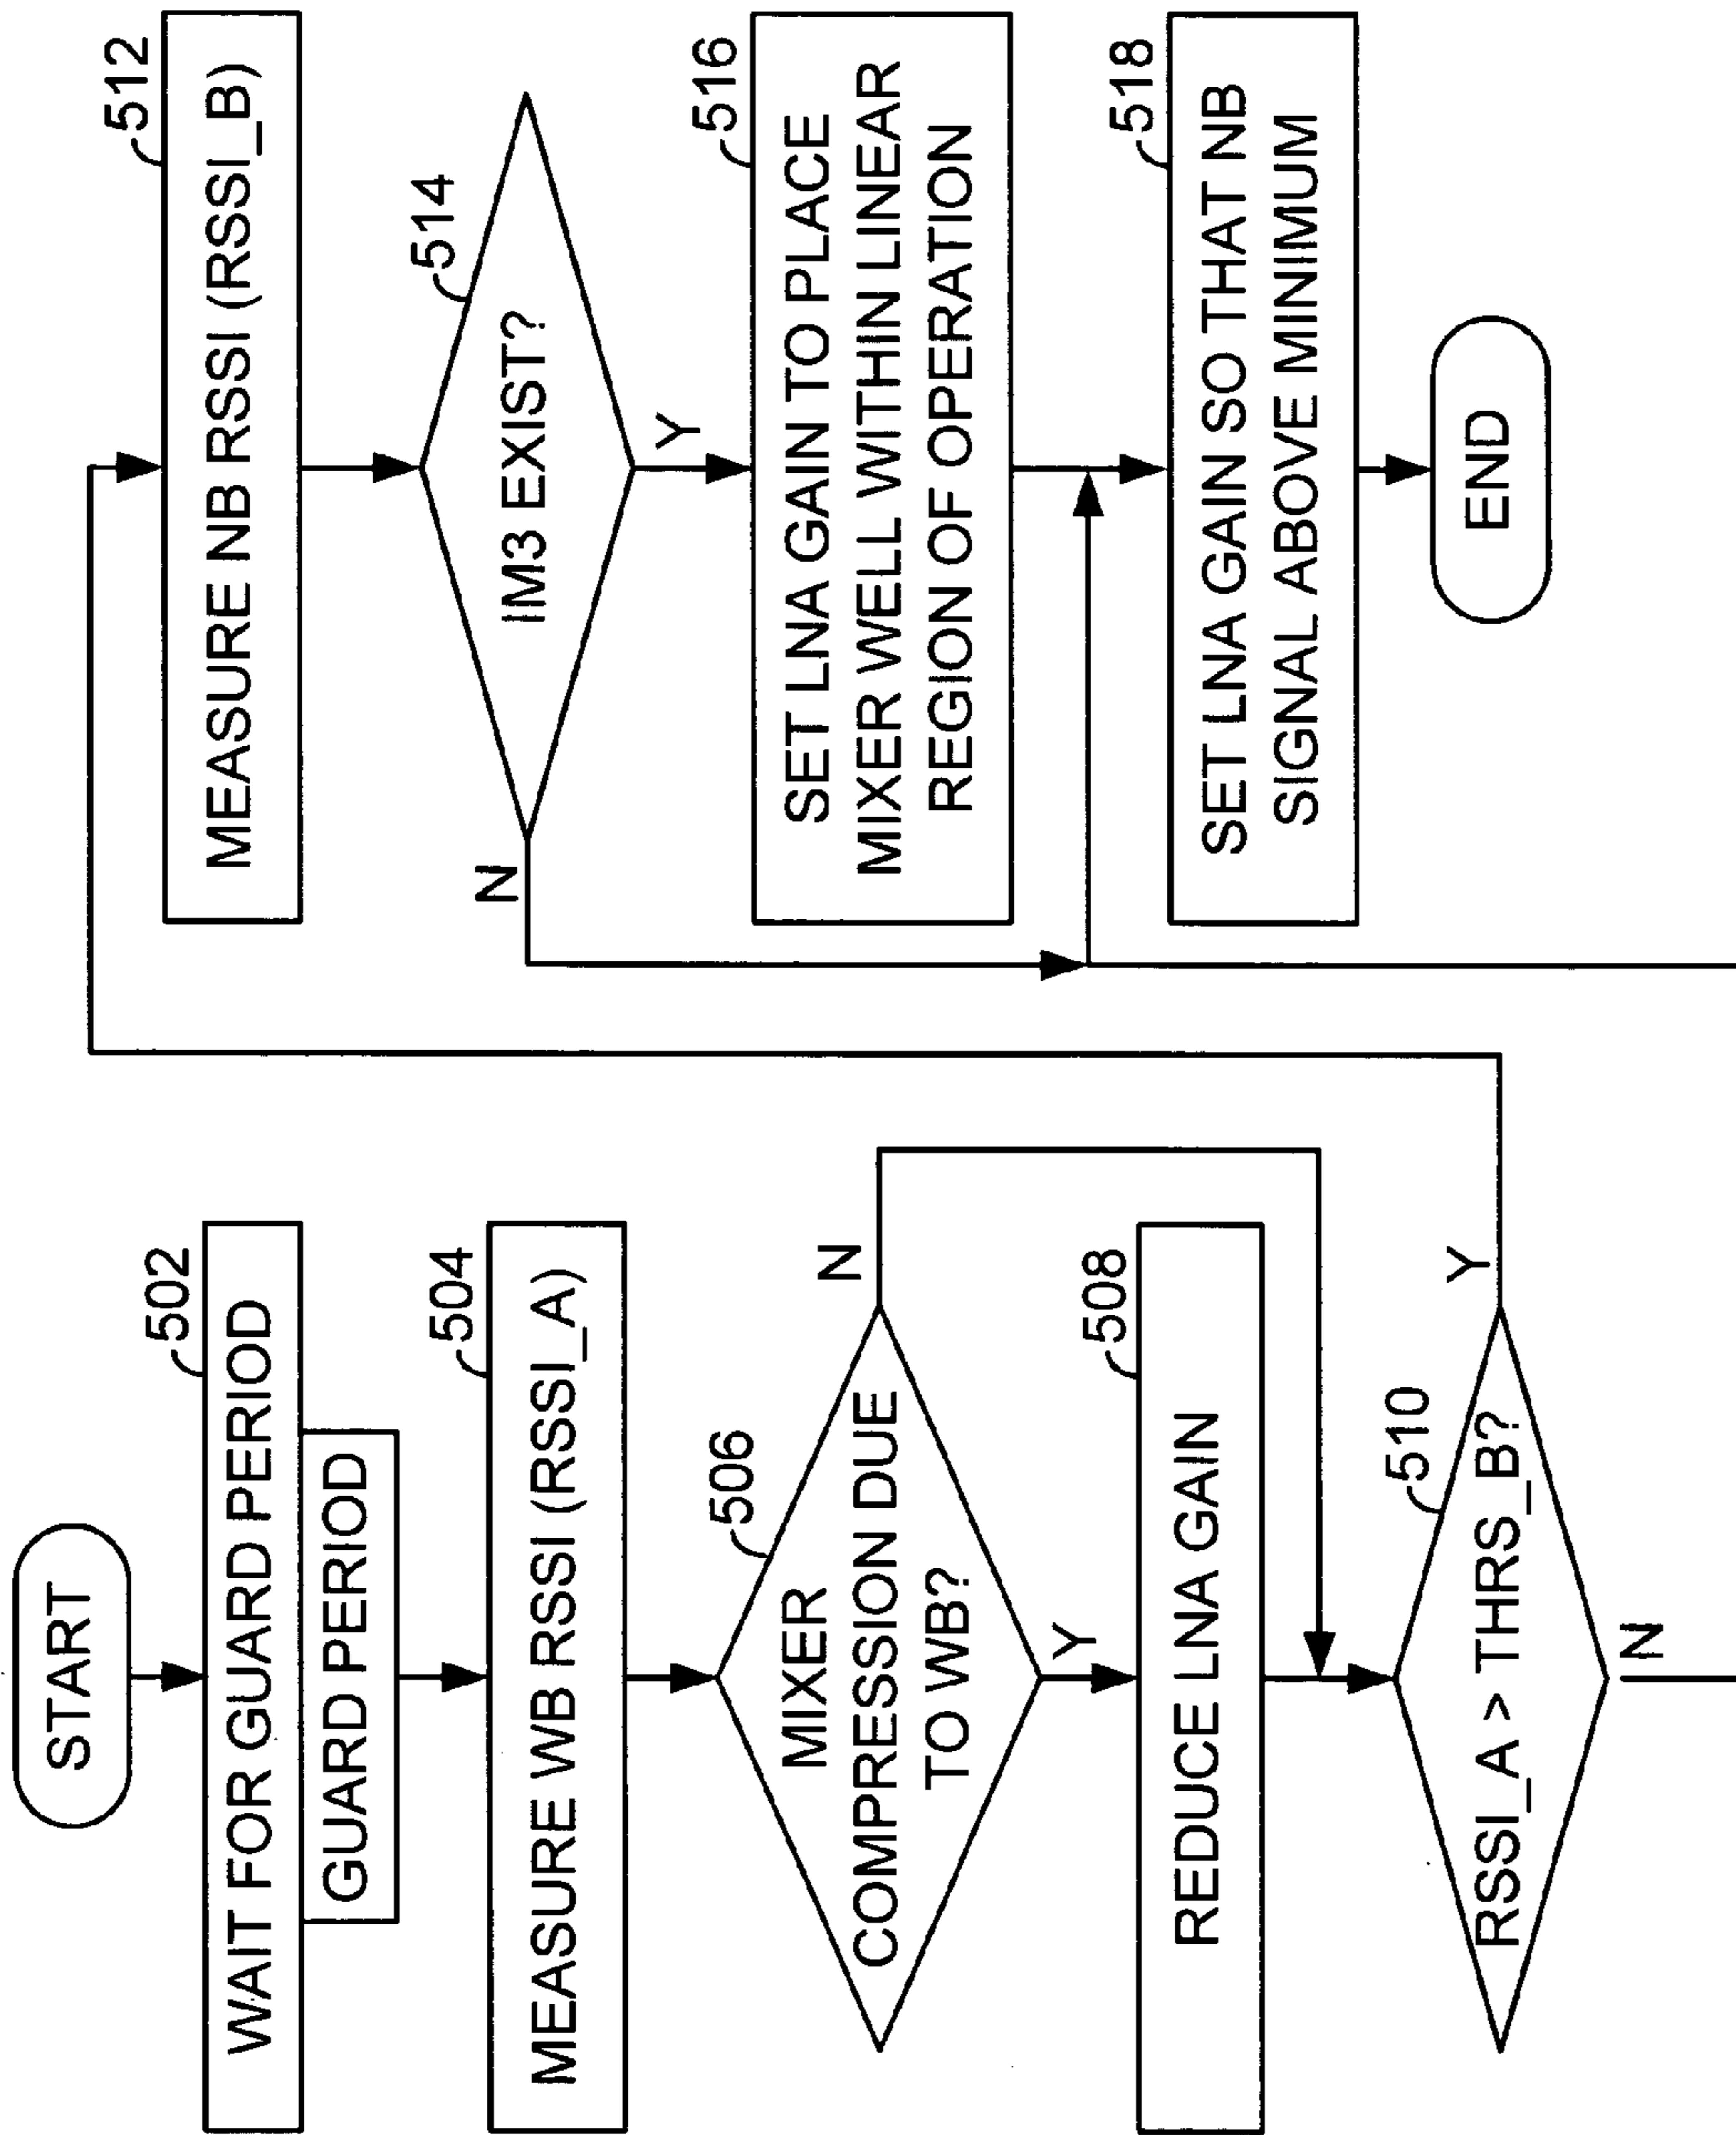 START
502
WAIT FOR GUARD PERIOD
GUARD PERIOD
504
MEASURE WB RSSI (RSSI_A)
506
MIXER
COMPRESSION DUE
TO WB?
N
Y
508
REDUCE LNA GAIN
510
RSSI_A > THRS_B?
Y
N
512
MEASURE NB RSSI (RSSI_B)
514
IM3 EXIST?
N
Y
516
SET LNA GAIN TO PLACE
MIXER WELL WITHIN LINEAR
REGION OF OPERATION
518
SET LNA GAIN SO THAT NB
SIGNAL ABOVE MINIMUM
END